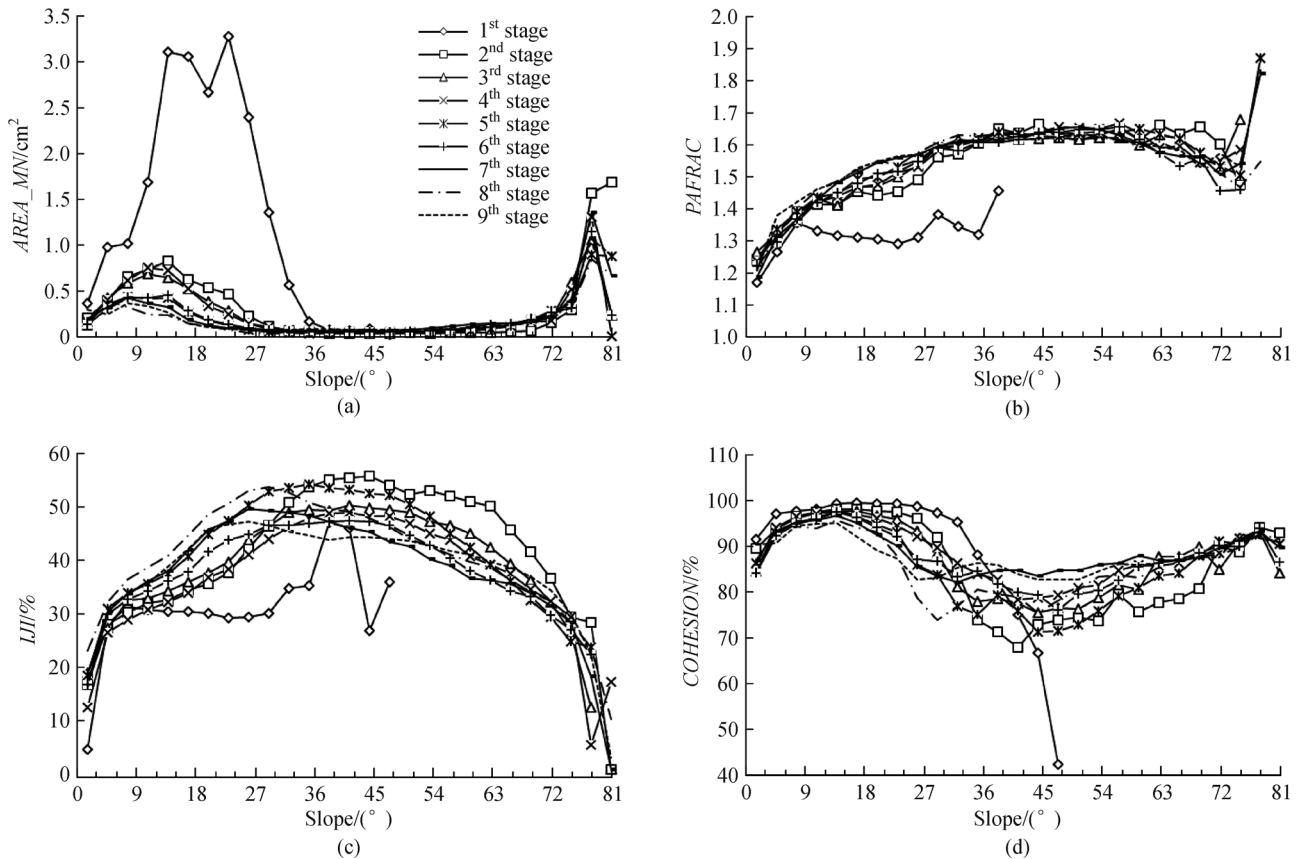 3.5
3.0
2.5
2.0
1.5
1.0
0.5
0
AREA_MN/cm²
0 9 18 27 36 45 54 63 72 81
Slope/(°)
(a)
1st stage
2nd stage
3rd stage
4th stage
5th stage
6th stage
7th stage
8th stage
9th stage
2.0
1.9
1.8
1.7
1.6
1.5
1.4
1.3
1.2
1.1
1.0
PAFRAC
0 9 18 27 36 45 54 63 72 81
Slope/(°)
(b)
60
50
40
30
20
10
0
IJI/%
0 9 18 27 36 45 54 63 72 81
Slope/(°)
(c)
110
100
90
80
70
60
50
40
COHESION/%
0 9 18 27 36 45 54 63 72 81
Slope/(°)
(d)